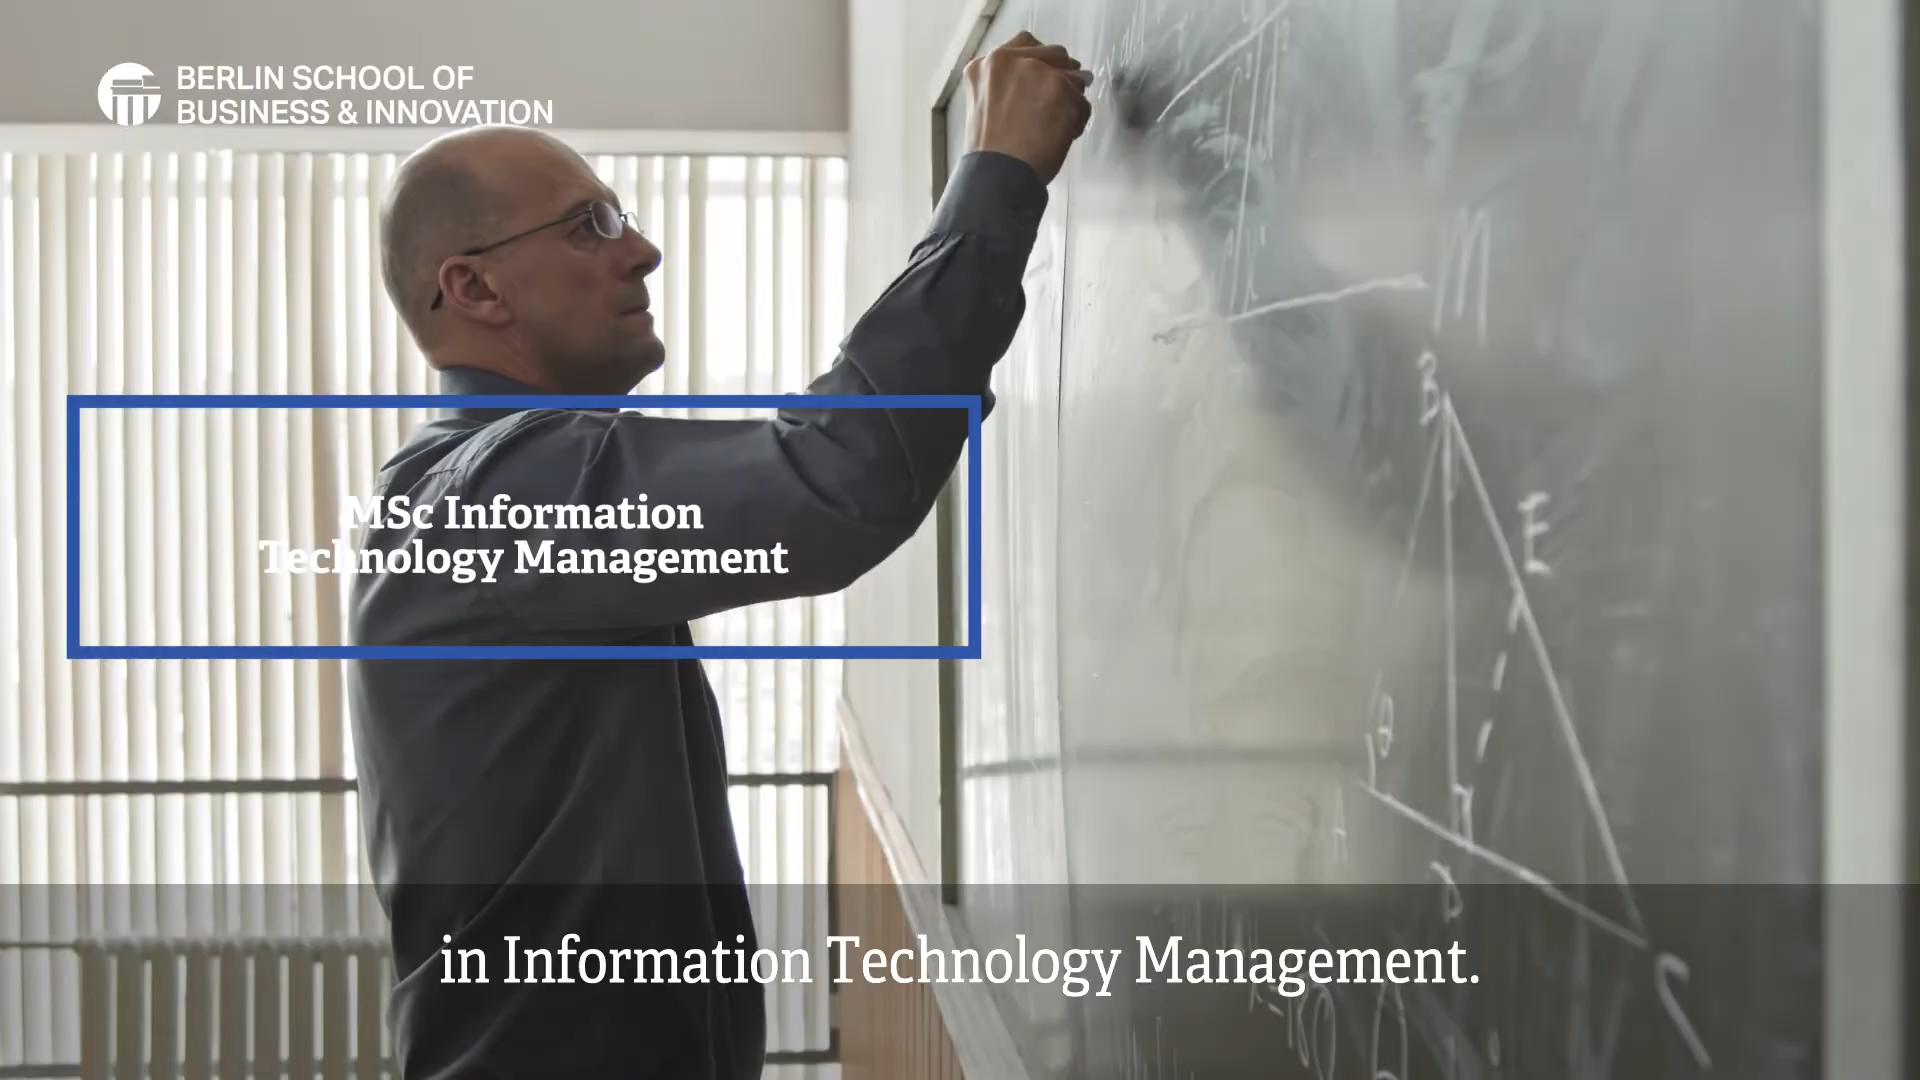 BERLIN SCHOOL OF
BUSINESS & INNOVATION
MSc Information
Technology Management
M
B
E
A
D
C
in Information Technology Management.